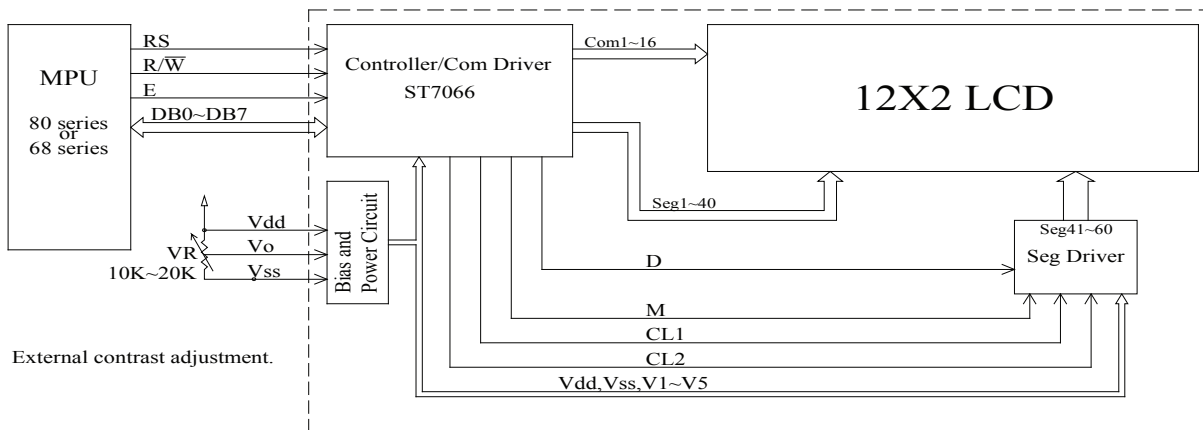 MPU
80 series
or
68 series
RS
R/W̅
E
DB0~DB7
Controller/Com Driver
ST7066
Com1~16
12X2 LCD
Seg1~40
Seg41~60
Seg Driver
Vdd
Vo
Vss
VR
10K~20K
Bias and
Power Circuit
D
M
CL1
CL2
Vdd,Vss,V1~V5
External contrast adjustment.